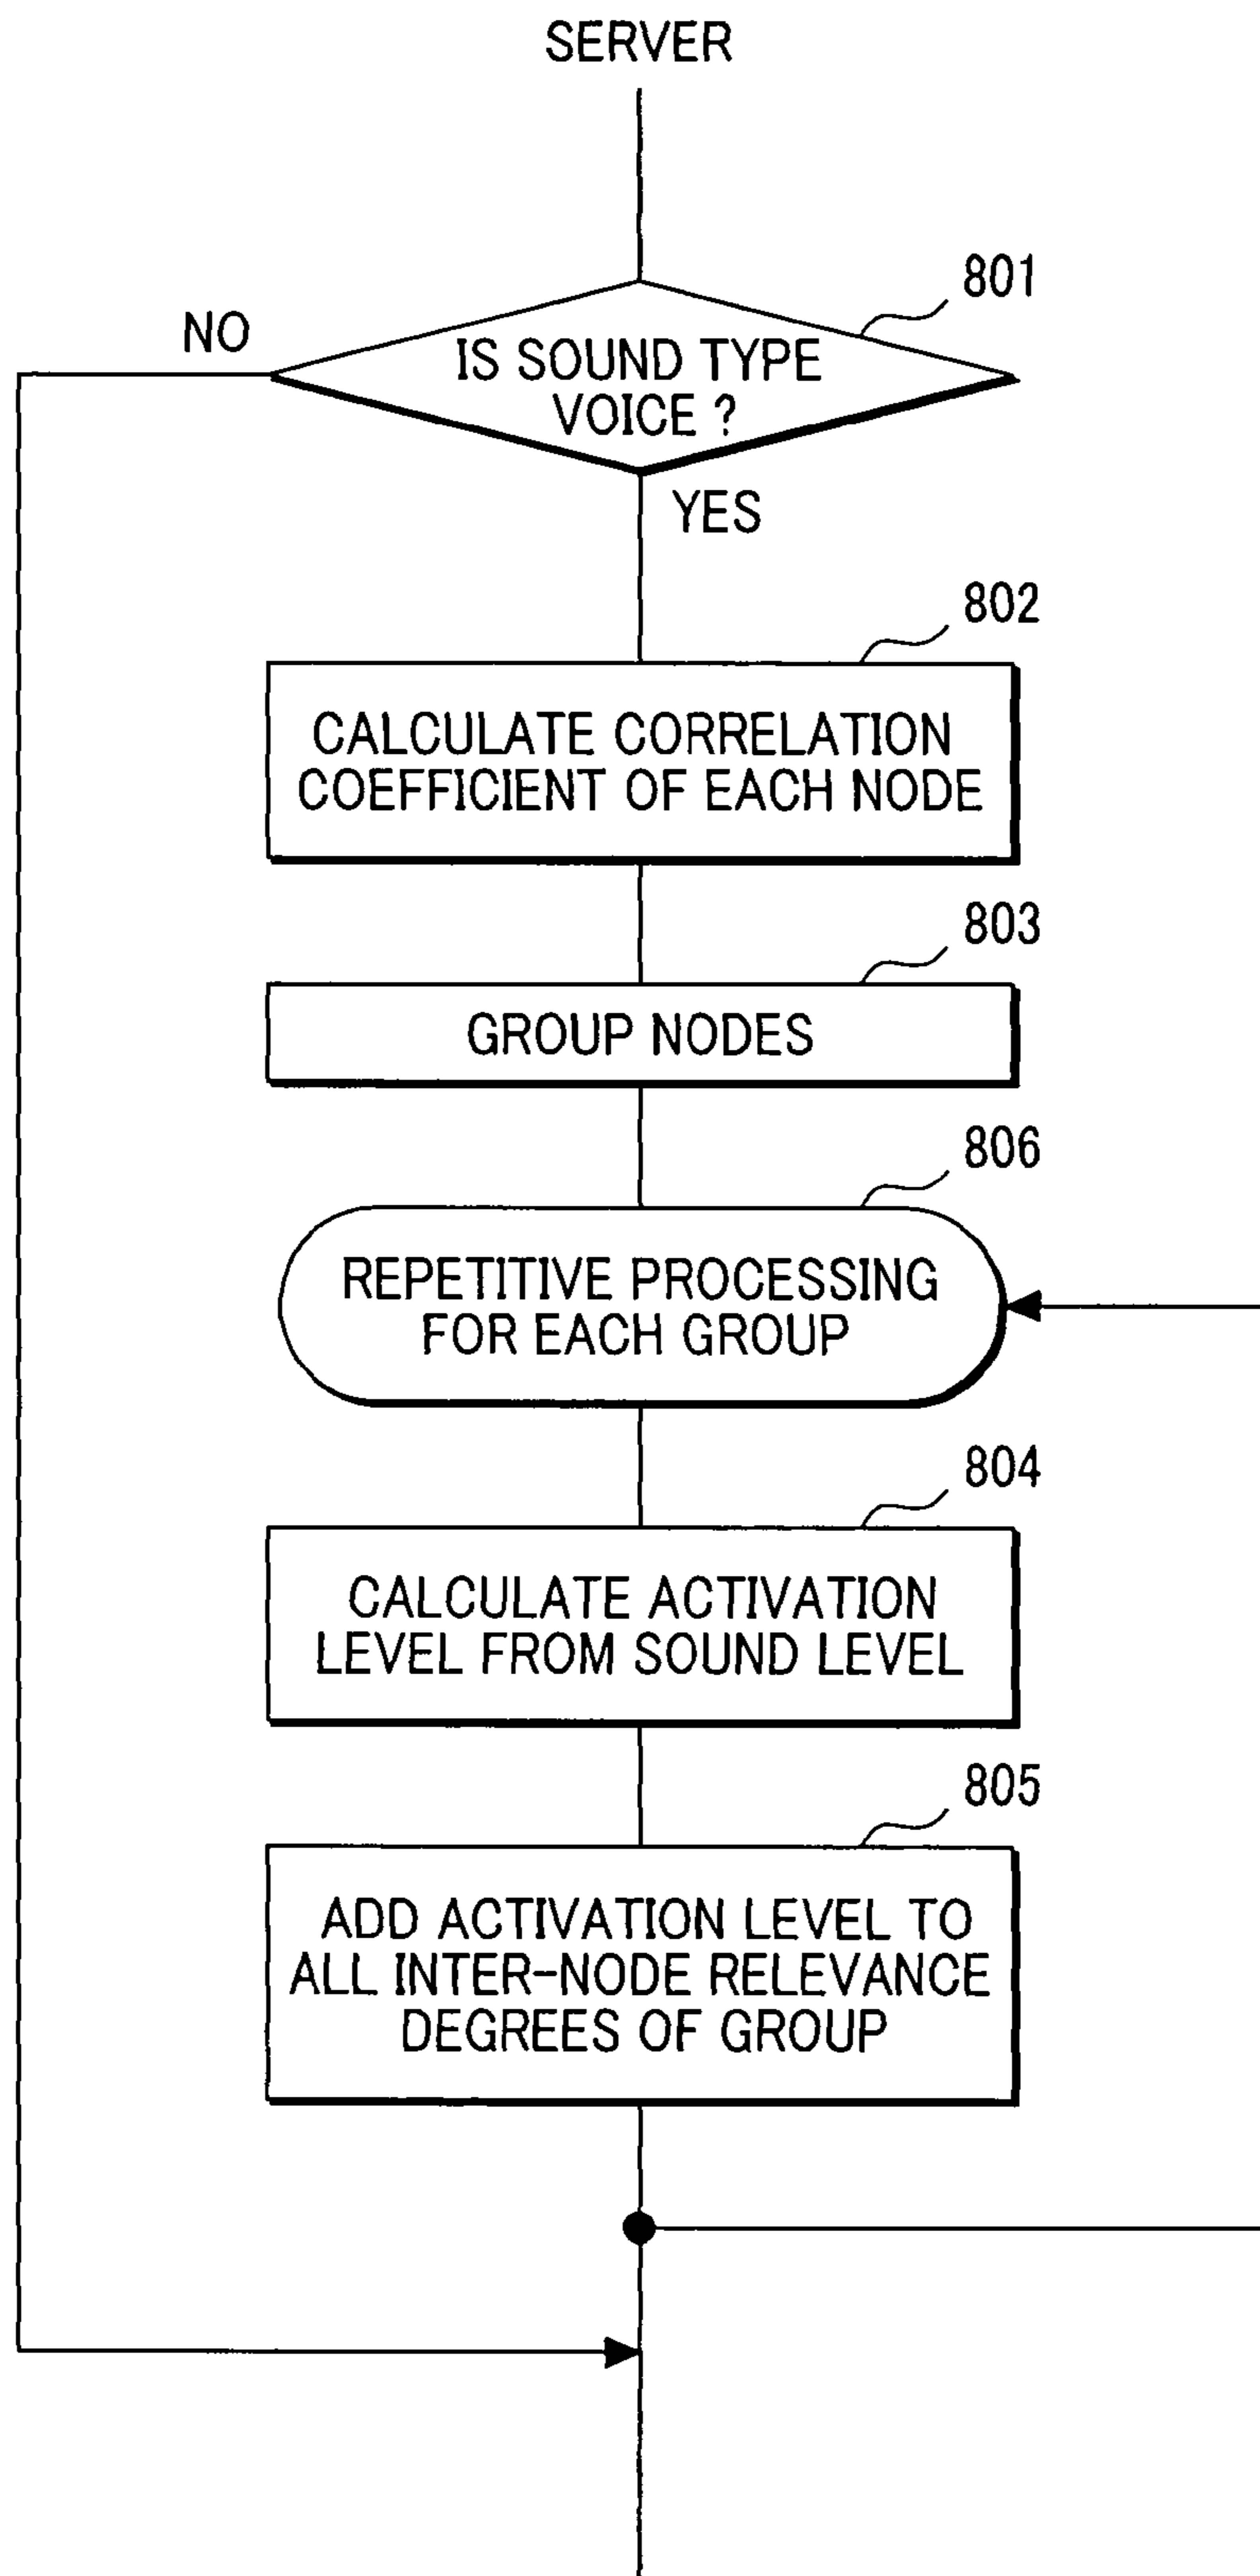 SERVER
801
NO
IS SOUND TYPE
VOICE ?
YES
802
CALCULATE CORRELATION
COEFFICIENT OF EACH NODE
803
GROUP NODES
806
REPETITIVE PROCESSING
FOR EACH GROUP
804
CALCULATE ACTIVATION
LEVEL FROM SOUND LEVEL
805
ADD ACTIVATION LEVEL TO
ALL INTER-NODE RELEVANCE
DEGREES OF GROUP